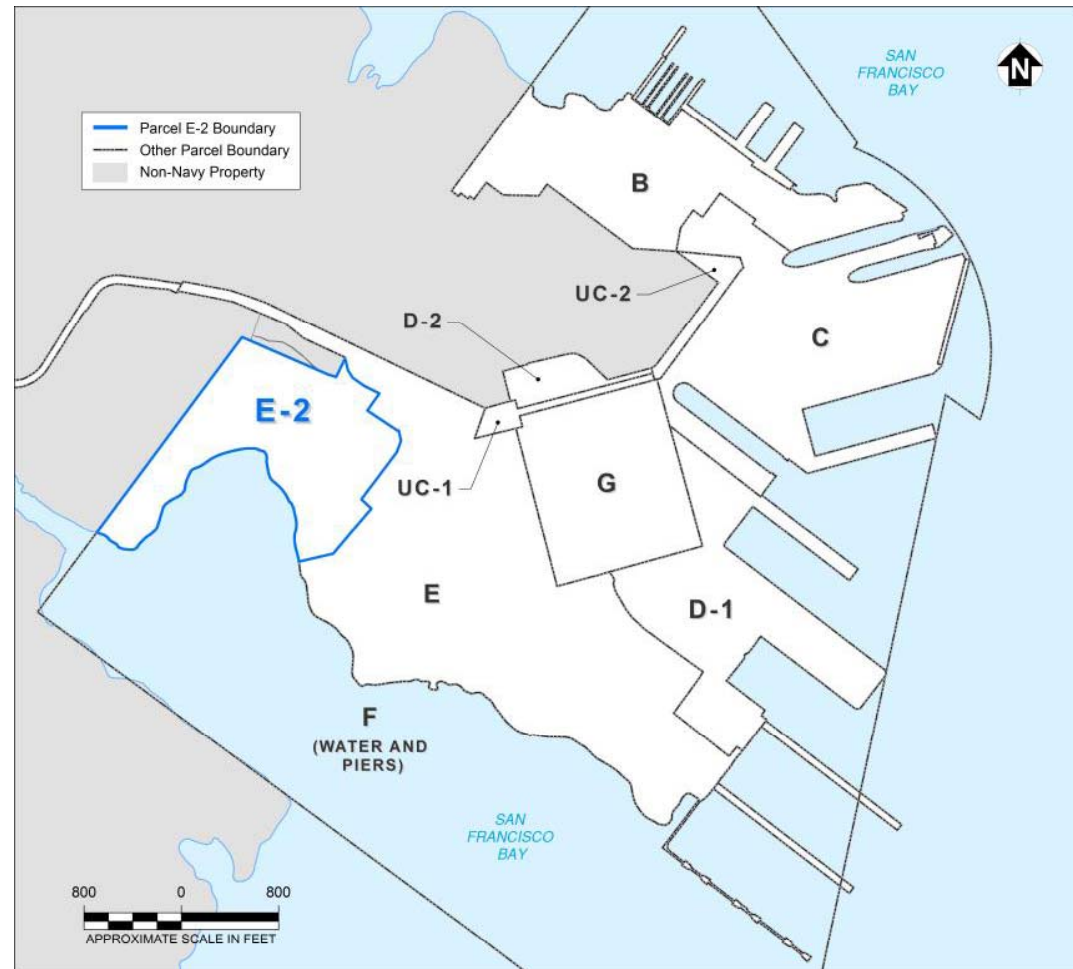 SAN
FRANCISCO
BAY
N
Parcel E-2 Boundary
Other Parcel Boundary
Non-Navy Property
B
UC-2
D-2
C
E-2
UC-1
G
E
D-1
F
(WATER AND
PIERS)
SAN
FRANCISCO
BAY
800 0 800
APPROXIMATE SCALE IN FEET